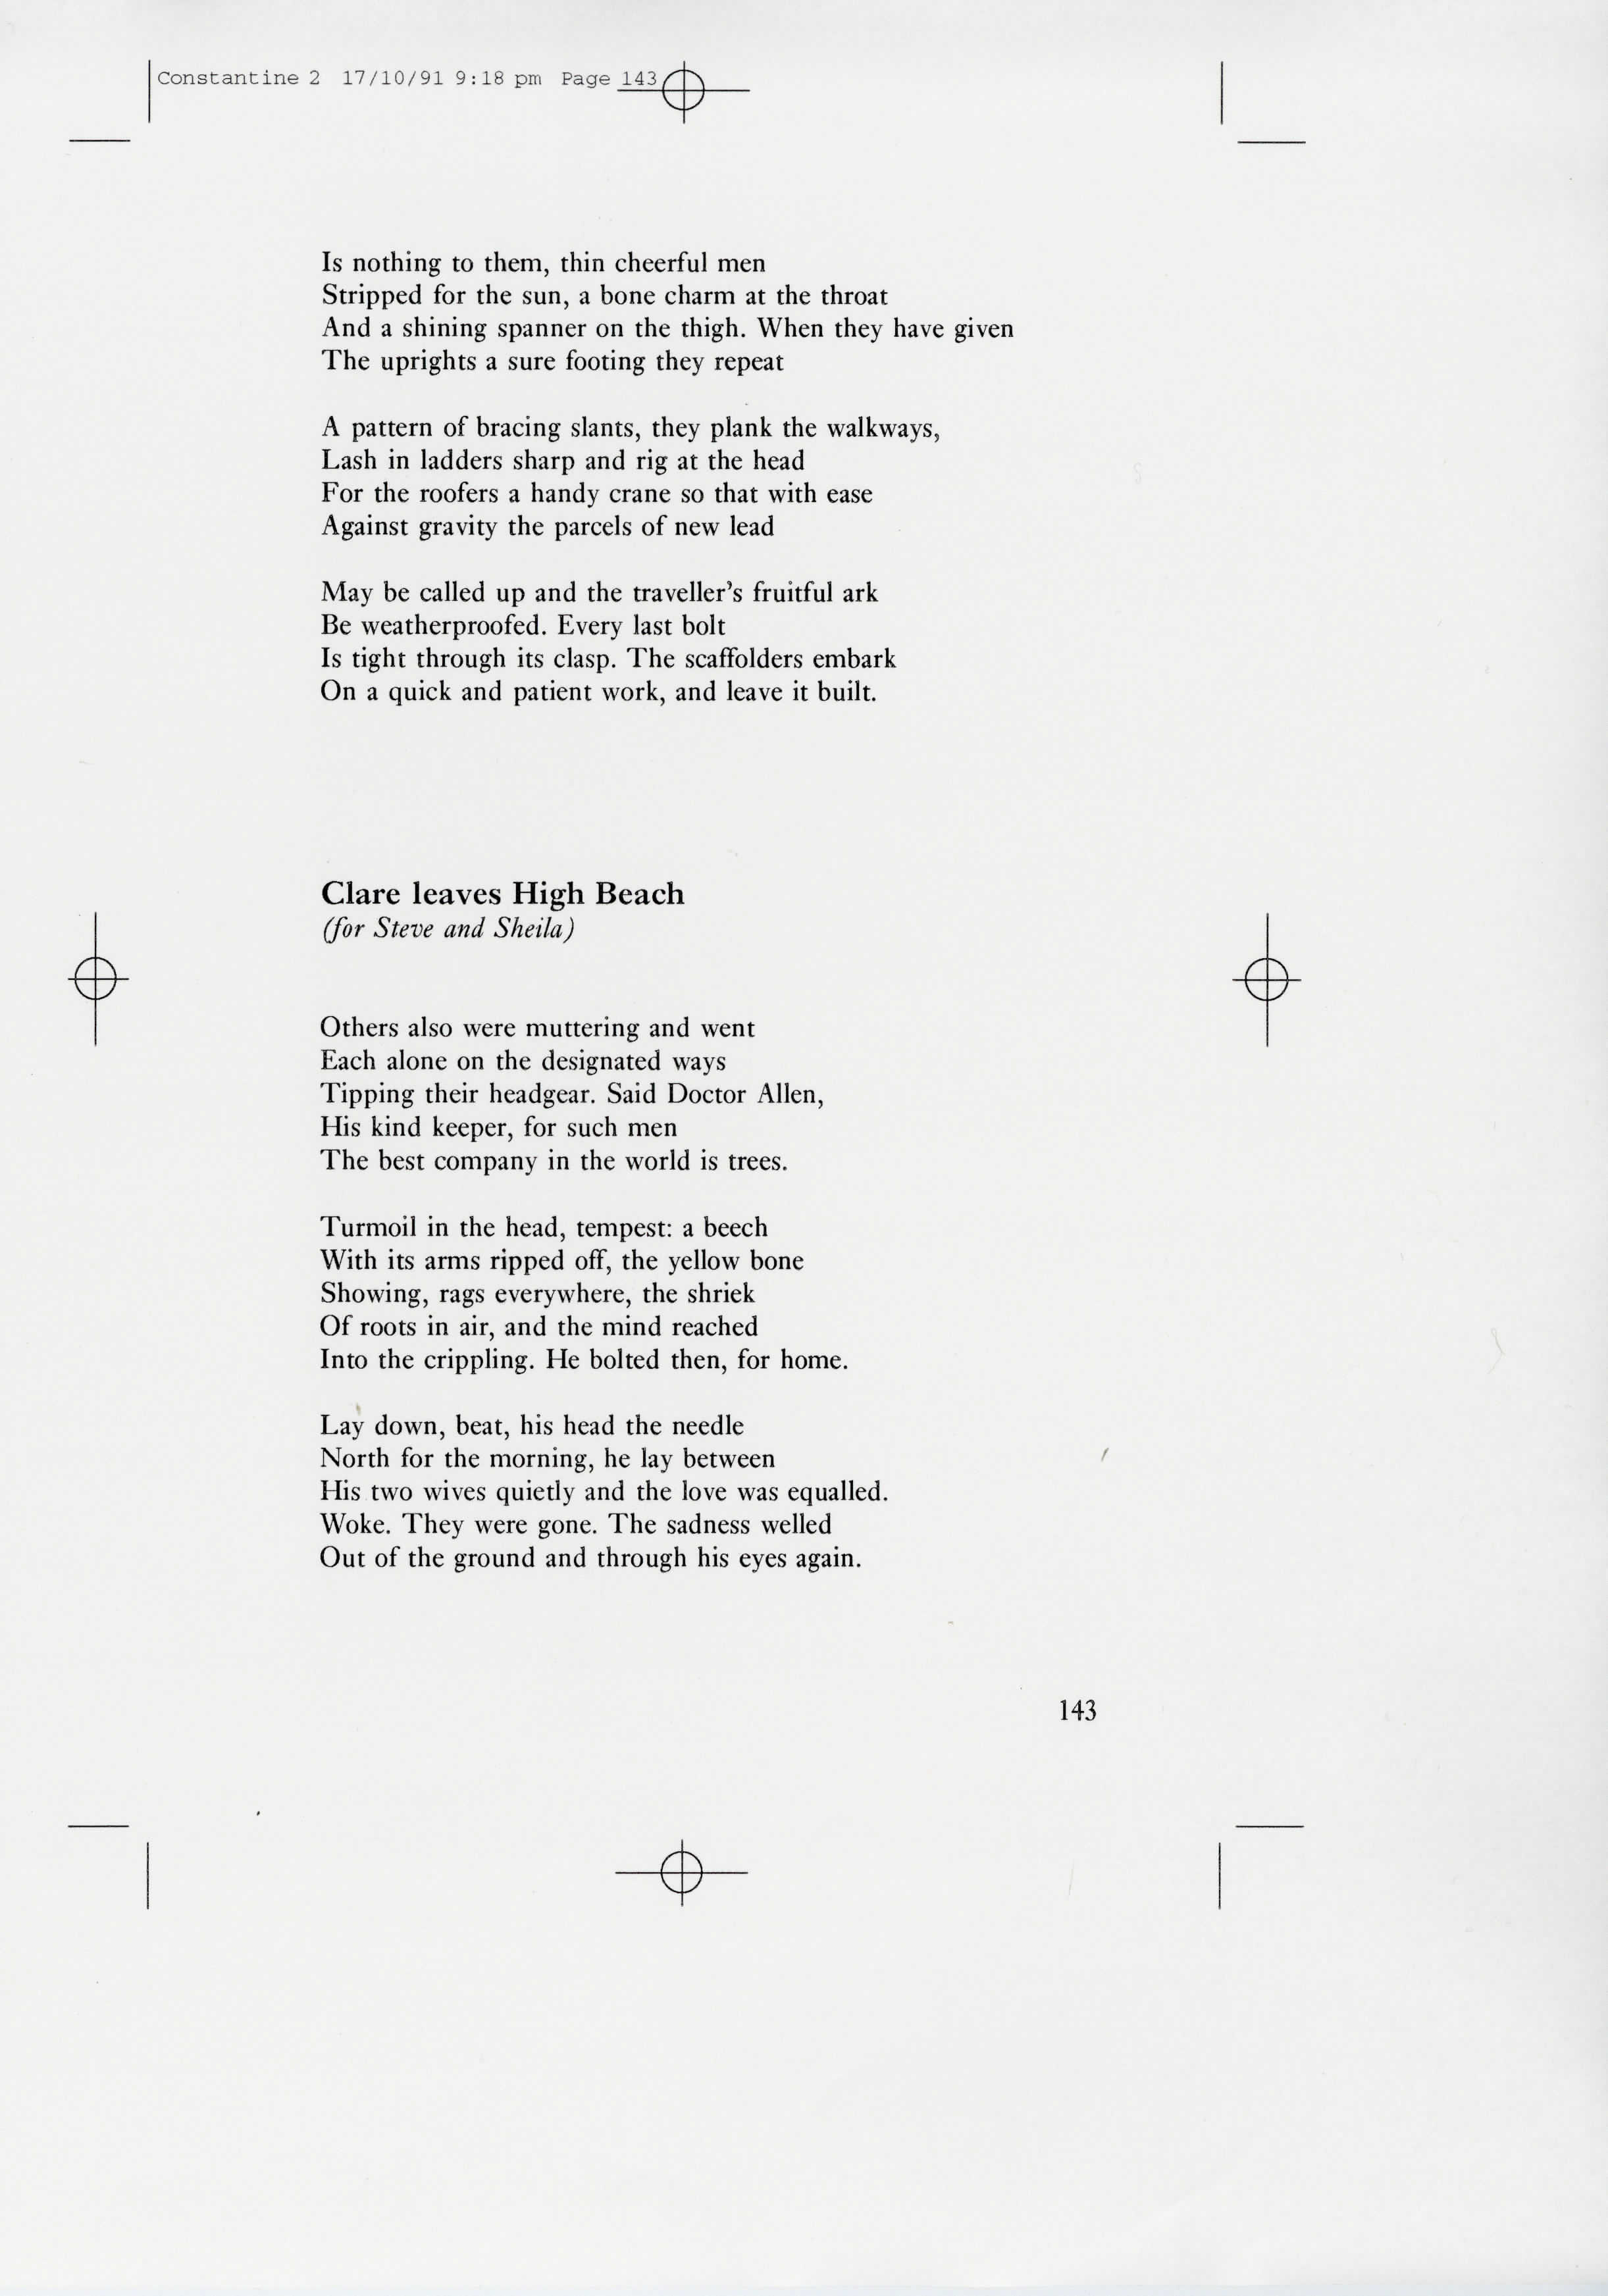 Constantine 2 17/10/91 9:18 pm Page 143
Is nothing to them, thin cheerful men
Stripped for the sun, a bone charm at the throat
And a shining spanner on the thigh. When they have given
The uprights a sure footing they repeat
A pattern of bracing slants, they plank the walkways,
Lash in ladders sharp and rig at the head
For the roofers a handy crane so that with ease
Against gravity the parcels of new lead
May be called up and the traveller’s fruitful ark
Be weatherproofed. Every last bolt
Is tight through its clasp. The scaffolders embark
On a quick and patient work, and leave it built.
Clare leaves High Beach
(for Steve and Sheila)
Others also were muttering and went
Each alone on the designated ways
Tipping their headgear. Said Doctor Allen,
His kind keeper, for such men
The best company in the world is trees.
Turmoil in the head, tempest: a beech
With its arms ripped off, the yellow bone
Showing, rags everywhere, the shriek
Of roots in air, and the mind reached
Into the crippling. He bolted then, for home.
Lay down, beat, his head the needle
North for the morning, he lay between
His two wives quietly and the love was equalled.
Woke. They were gone. The sadness welled
Out of the ground and through his eyes again.
143